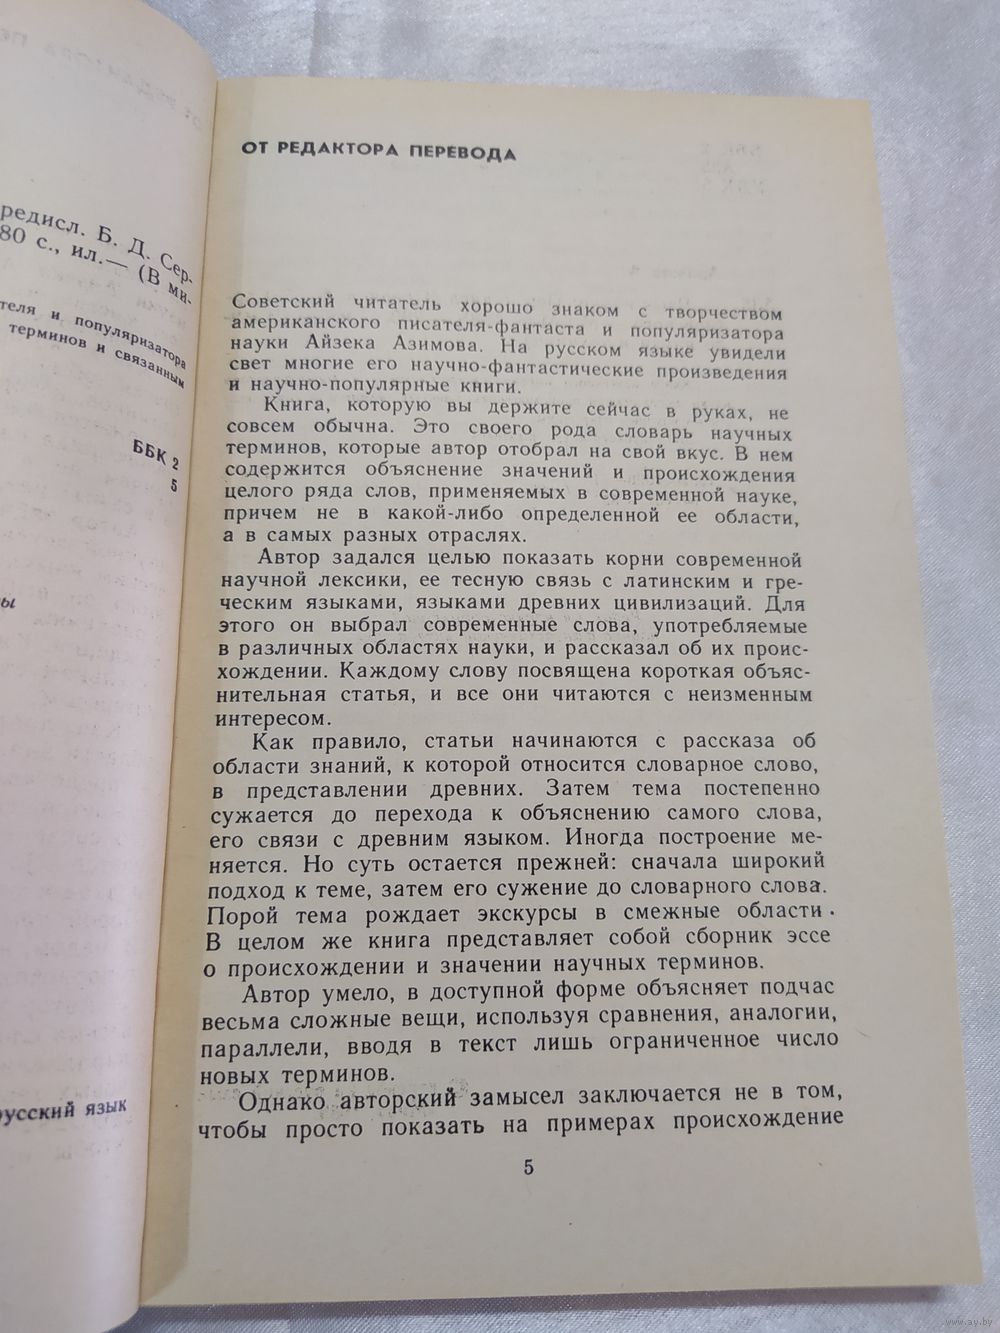 редисл. Б. Д. Сер-
80 с., ил.— (В ми-
теля и популяризатора
терминов и связанным
ББК 2
5
русский язык
ОТ РЕДАКТОРА ПЕРЕВОДА
Советский читатель хорошо знаком с творчеством
американского писателя-фантаста и популяризатора
науки Айзека Азимова. На русском языке увидели
свет многие его научно-фантастические произведения
и научно-популярные книги.
Книга, которую вы держите сейчас в руках, не
совсем обычна. Это своего рода словарь научных
терминов, которые автор отобрал на свой вкус. В нем
содержится объяснение значений и происхождения
целого ряда слов, применяемых в современной науке,
причем не в какой-либо определенной ее области,
а в самых разных отраслях.
Автор задался целью показать корни современной
научной лексики, ее тесную связь с латинским и гре-
ческим языками, языками древних цивилизаций. Для
этого он выбрал современные слова, употребляемые
в различных областях науки, и рассказал об их проис-
хождении. Каждому слову посвящена короткая объяс-
нительная статья, и все они читаются с неизменным
интересом.
Как правило, статьи начинаются с рассказа об
области знаний, к которой относится словарное слово,
в представлении древних. Затем тема постепенно
сужается до перехода к объяснению самого слова,
его связи с древним языком. Иногда построение ме-
няется. Но суть остается прежней: сначала широкий
подход к теме, затем его сужение до словарного слова.
Порой тема рождает экскурсы в смежные области.
В целом же книга представляет собой сборник эссе
о происхождении и значении научных терминов.
Автор умело, в доступной форме объясняет подчас
весьма сложные вещи, используя сравнения, аналогии,
параллели, вводя в текст лишь ограниченное число
новых терминов.
Однако авторский замысел заключается не в том,
чтобы просто показать на примерах происхождение
5
www.ay.by